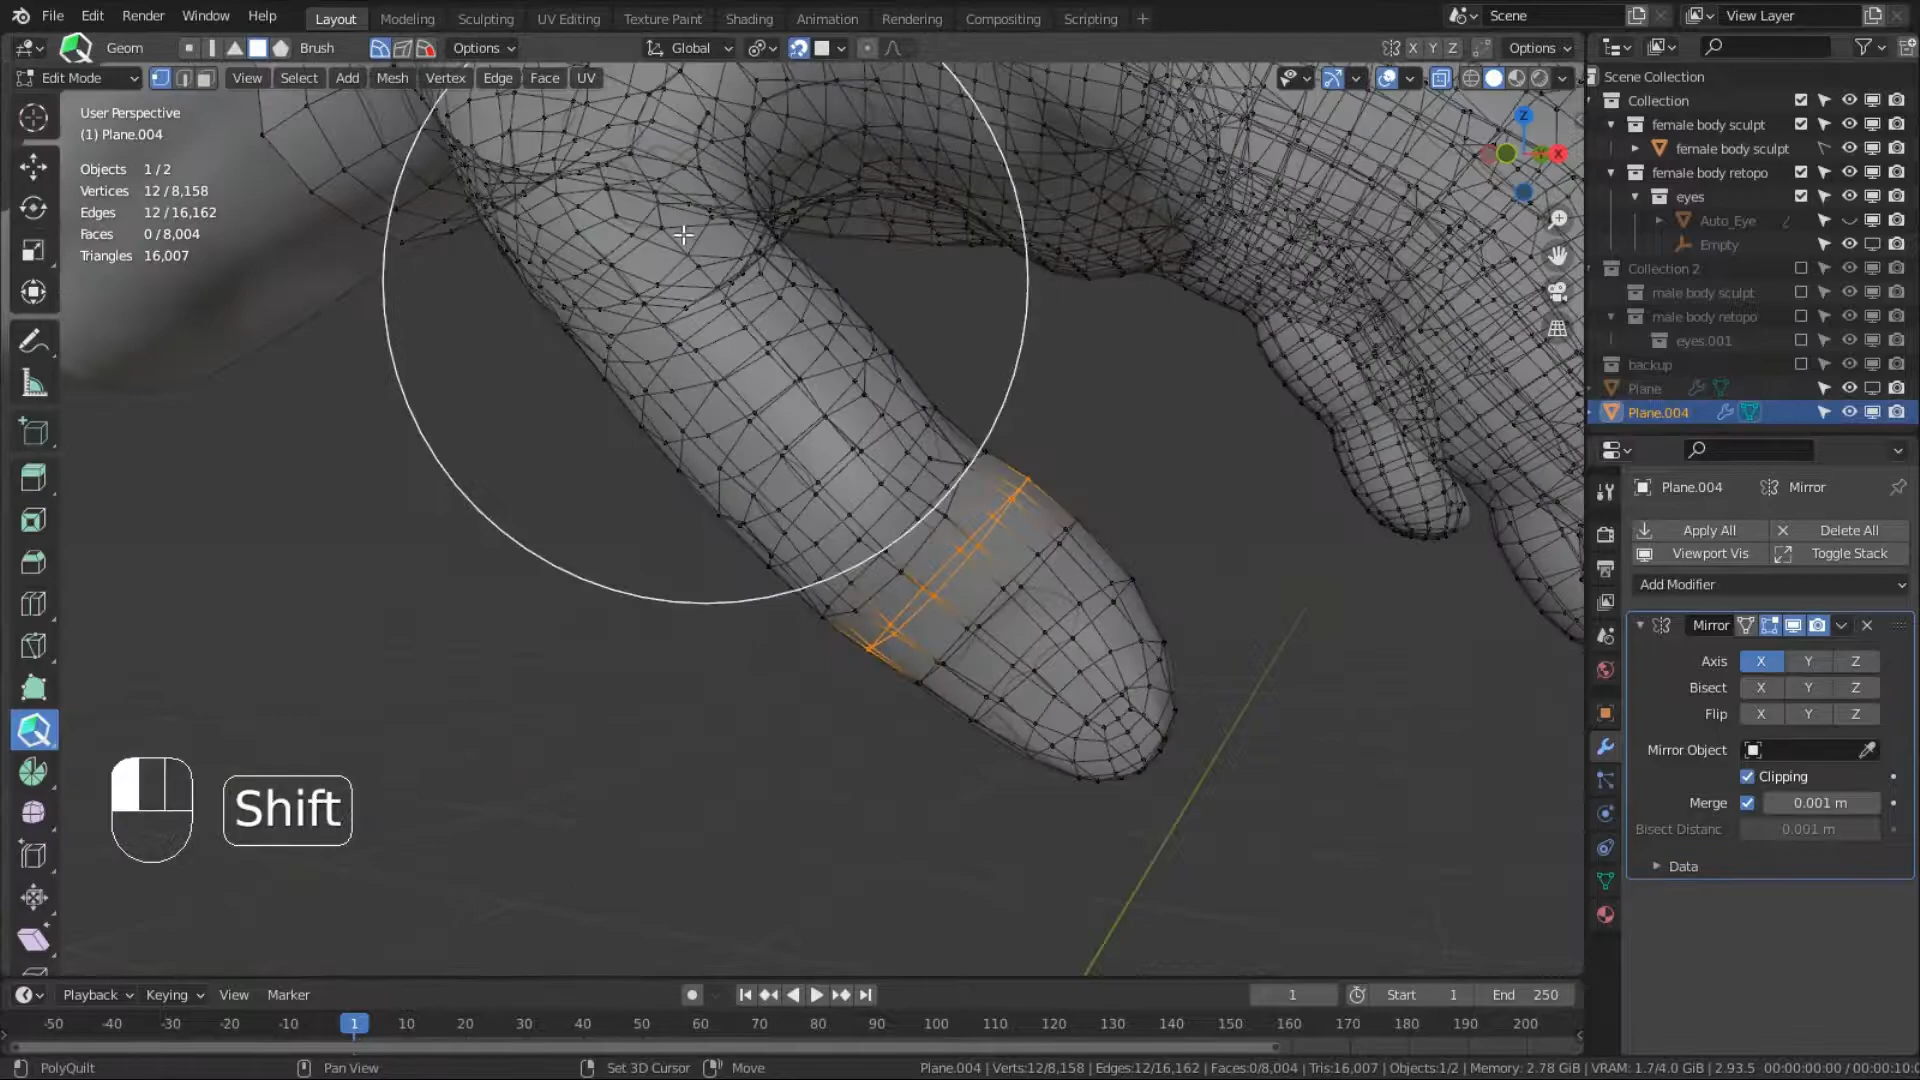 File Edit Render Window Help Layout Modeling Sculpting UV Editing Texture Paint Shading Animation Rendering Compositing Scripting + Scene View Layer
Geom Brush Options Global X Y Z Options
Edit Mode View Select Add Mesh Vertex Edge Face UV
User Perspective
(1) Plane.004
Objects 1/2
Vertices 12/8,158
Edges 12/16,162
Faces 0/8,004
Triangles 16,007
Z
X
Shift
Scene Collection
Collection
female body sculpt
female body sculpt
female body retopo
eyes
Auto_Eye
Empty
Collection 2
male body sculpt
male body retopo
eyes.001
backup
Plane
Plane.004
Plane.004 Mirror
Apply All Delete All
Viewport Vis Toggle Stack
Add Modifier
Mirror
Axis X Y Z
Bisect X Y Z
Flip X Y Z
Mirror Object
Clipping
Merge 0.001 m
Bisect Distanc 0.001 m
Data
Playback Keying View Marker 1 Start 1 End 250
-50 -40 -30 -20 -10 1 10 20 30 40 50 60 70 80 90 100 110 120 130 140 150 160 170 180 190 200
PolyQuilt Pan View Set 3D Cursor Move Plane.004 | Verts:12/8,158 | Edges:12/16,162 | Faces:0/8,004 | Tris:16,007 | Objects:1/2 | Memory: 2.78 GiB | VRAM: 1.7/4.0 GiB | 2.93.5 00:00:00:00 / 00:00:10:0